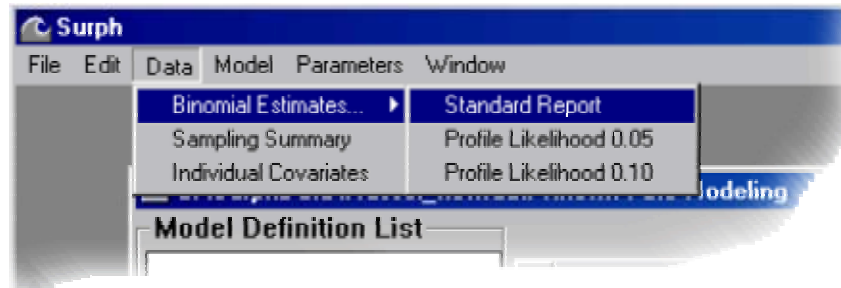 Surph
File Edit Data Model Parameters Window
Binomial Estimates... Standard Report
Sampling Summary Profile Likelihood 0.05
Individual Covariates Profile Likelihood 0.10
odeling
Model Definition List